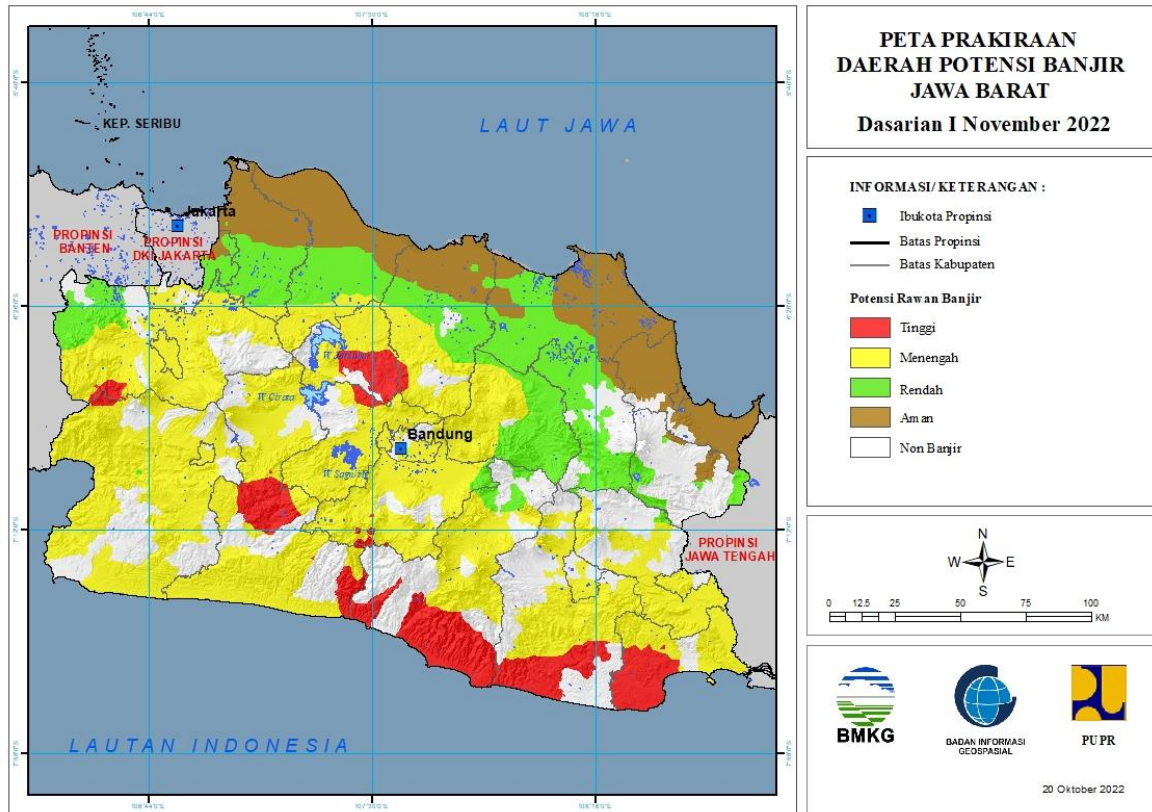 PETA PRAKIRAAN
DAERAH POTENSI BANJIR
JAWA BARAT
Dasarian I November 2022
INFORMASI/ KETERANGAN :
Ibukota Propinsi
Batas Propinsi
Batas Kabupaten
Potensi Rawan Banjir
Tinggi
Menengah
Rendah
Aman
Non Banjir
N
W E
S
0 12.5 25 50 75 100
KM
BMKG
BADAN INFORMASI
GEOSPASIAL
PUPR
20 Oktober 2022
KEP. SERIBU
LAUT JAWA
Jakarta
PROPINSI
BANTEN
PROPINSI
DKI JAKARTA
W Cirata
Bandung
PROPINSI
JAWA TENGAH
LAUTAN INDONESIA